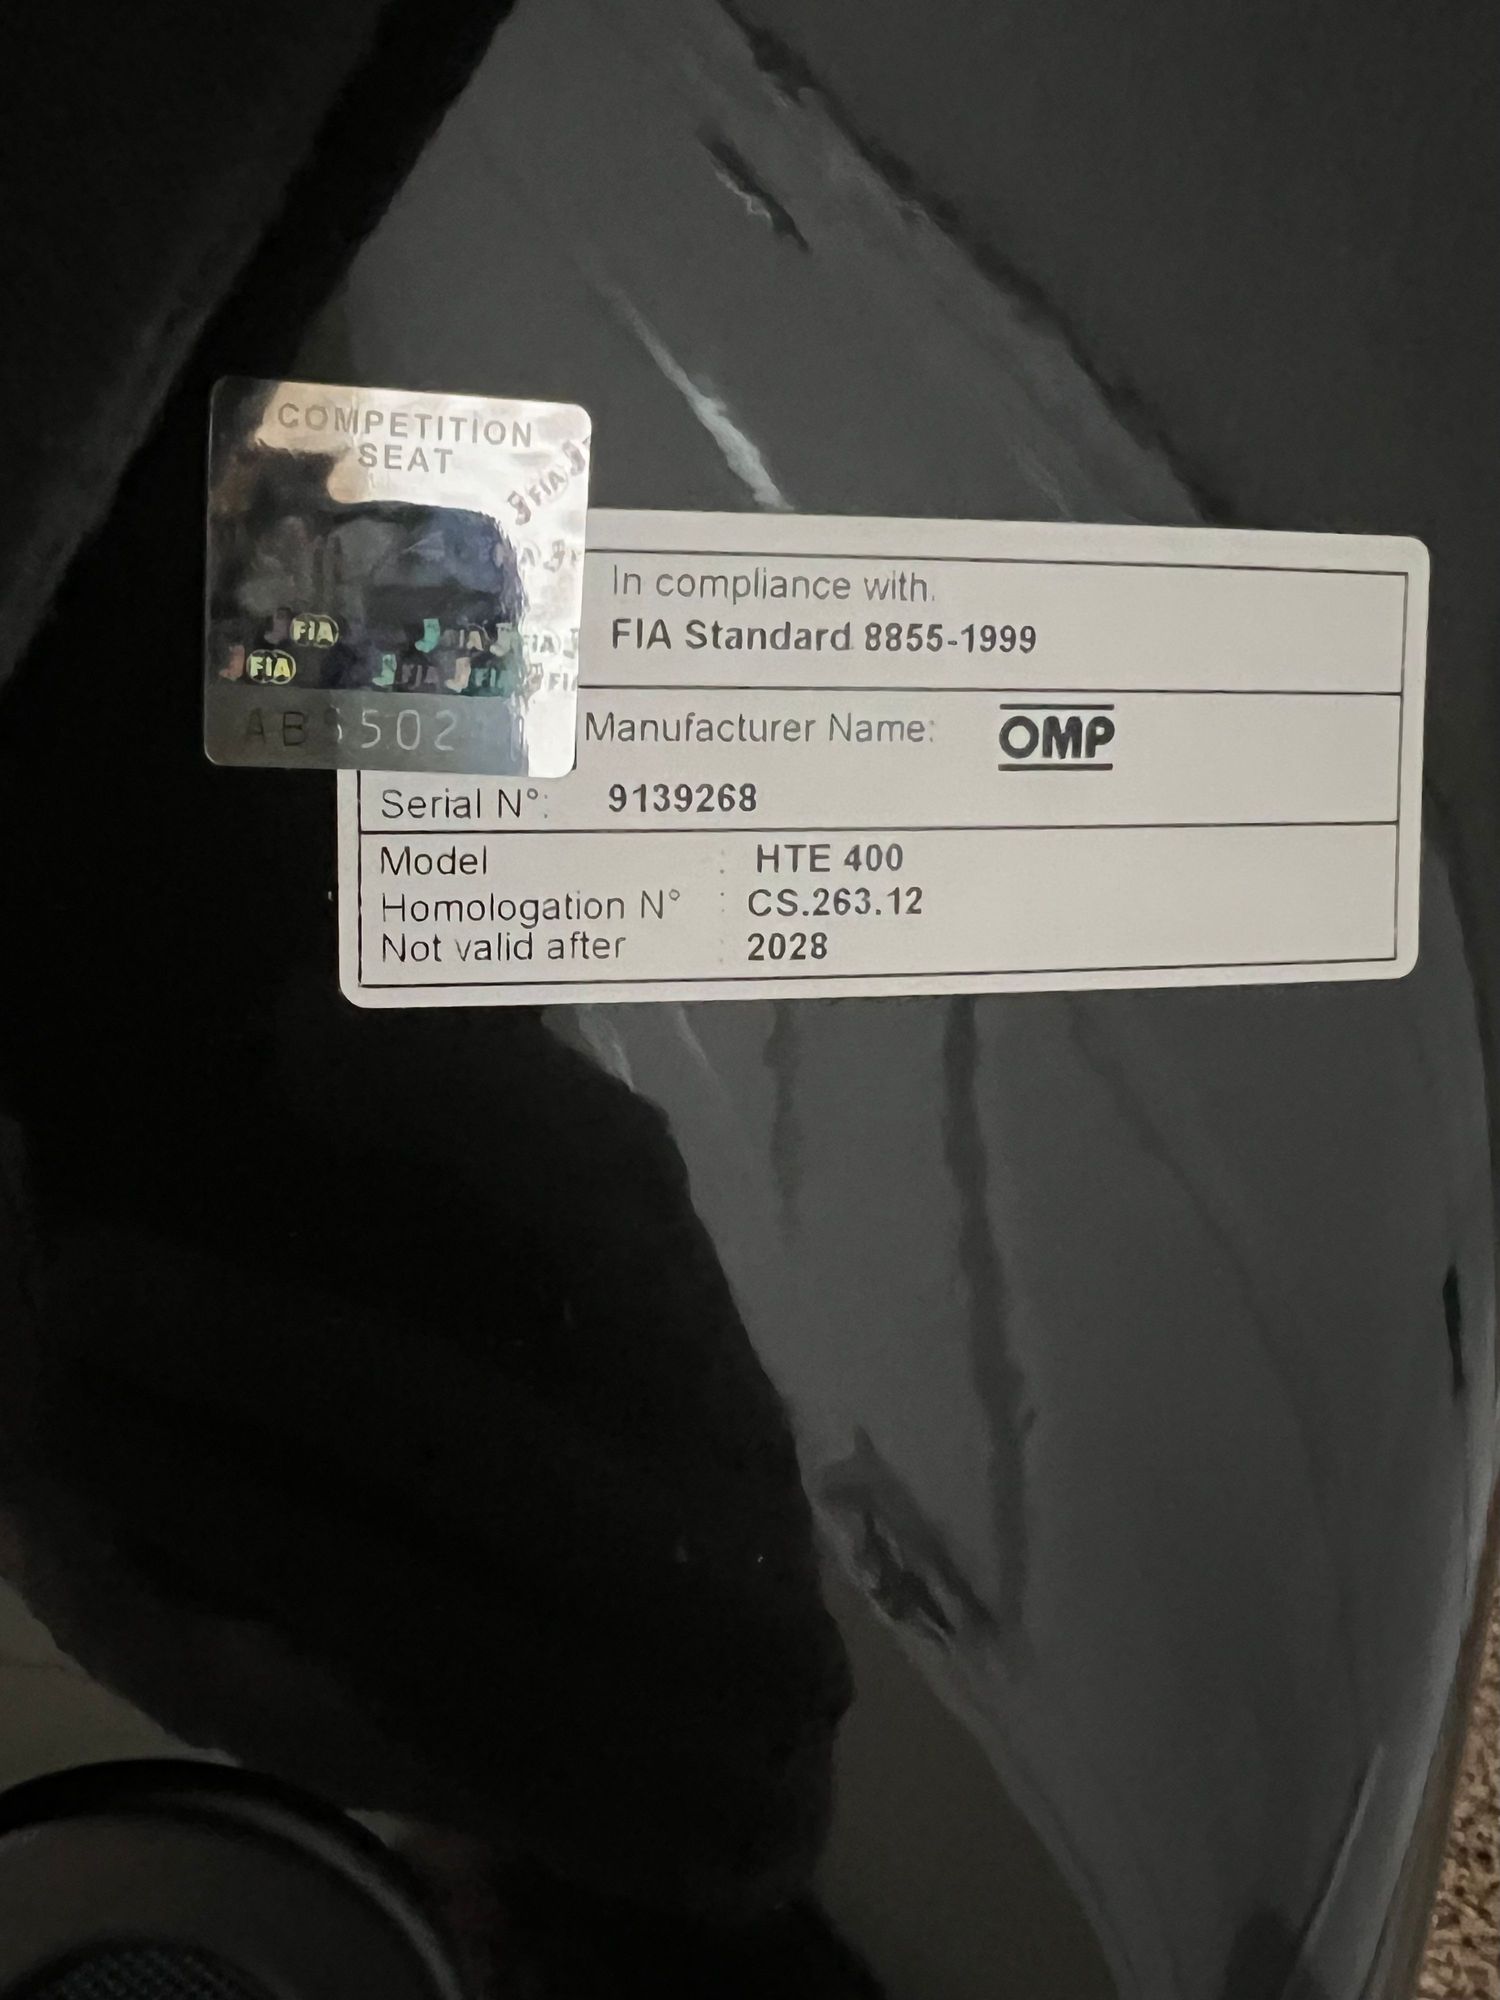 COMPETITION
SEAT
FIA
FIA
In compliance with.
FIA Standard 8855-1999
Manufacturer Name: OMP
Serial N°: 9139268
Model : HTE 400
Homologation N° : CS.263.12
Not valid after 2028